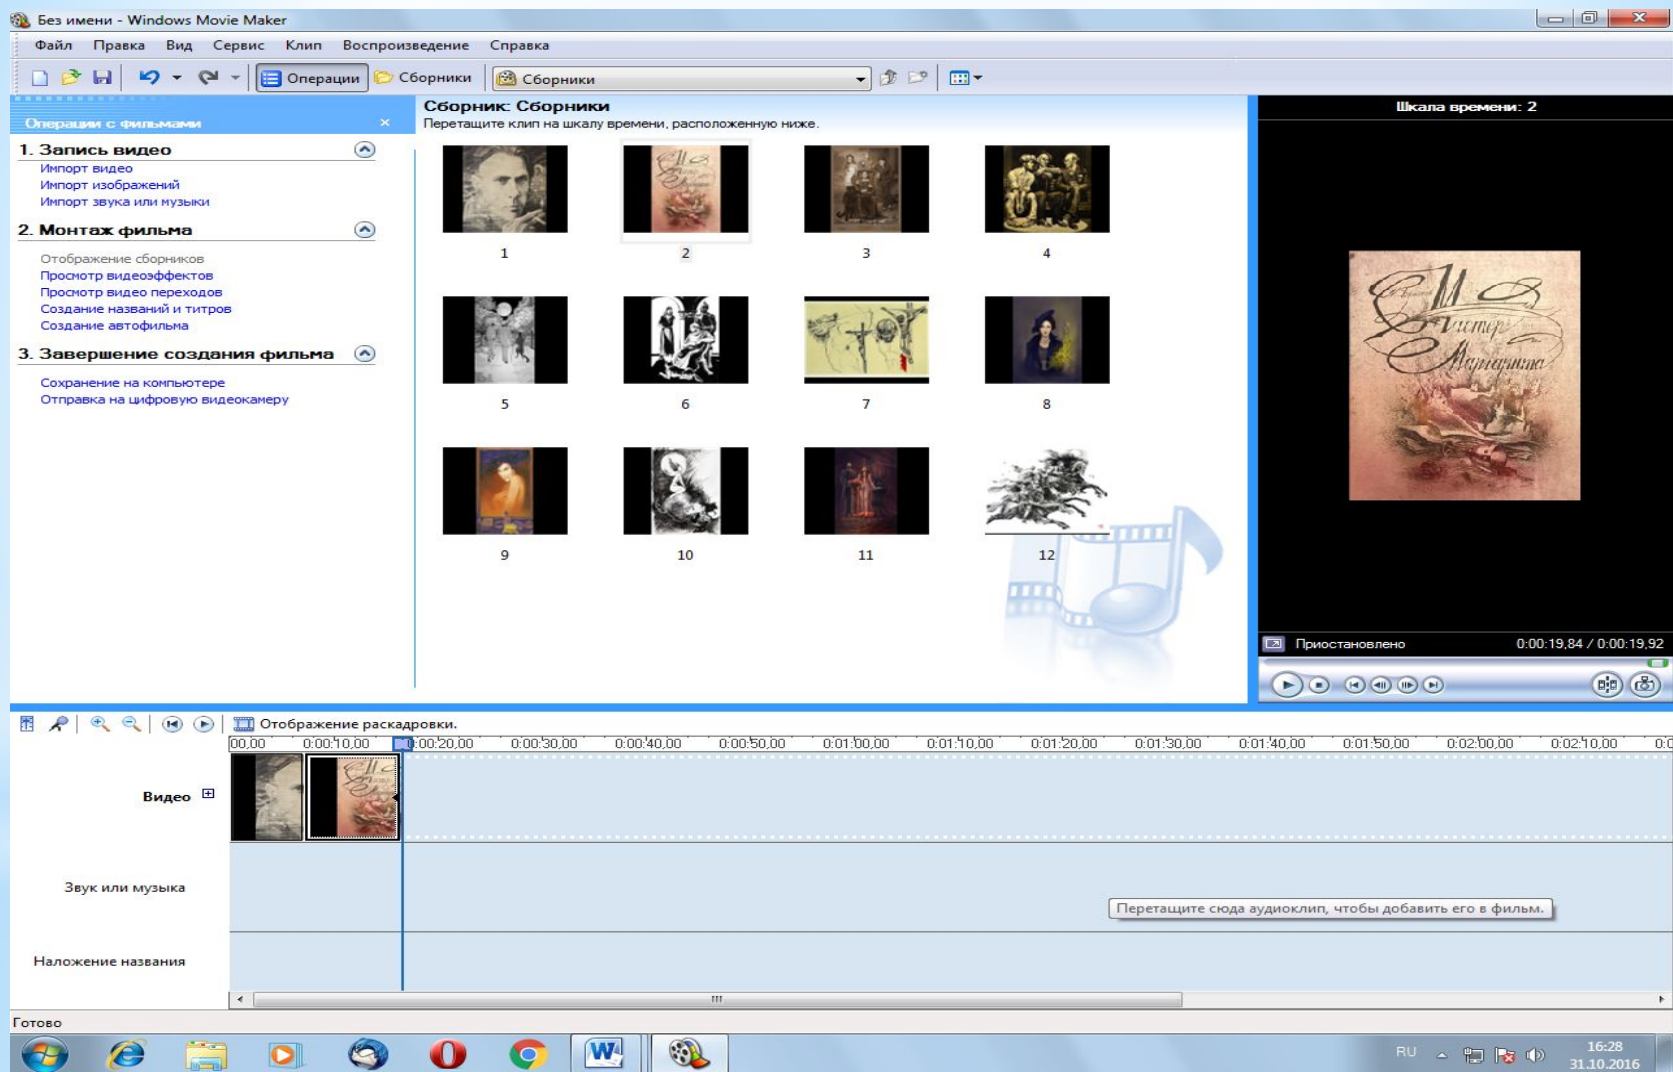 Без имени - Windows Movie Maker
Файл Правка Вид Сервис Клип Воспроизведение Справка
Операции Сборники Сборники
Операции с фильмами
1. Запись видео
Импорт видео
Импорт изображений
Импорт звука или музыки
2. Монтаж фильма
Отображение сборников
Просмотр видеоэффектов
Просмотр видео переходов
Создание названий и титров
Создание автофильма
3. Завершение создания фильма
Сохранение на компьютере
Отправка на цифровую видеокамеру
Сборник: Сборники
Перетащите клип на шкалу времени, расположенную ниже.
1 2 3 4
5 6 7 8
9 10 11 12
Шкала времени: 2
Мастер
Маргарита
Приостановлено 0:00:19,84 / 0:00:19,92
Отображение раскадровки.
00,00 0:00:10,00 0:00:20,00 0:00:30,00 0:00:40,00 0:00:50,00 0:01:00,00 0:01:10,00 0:01:20,00 0:01:30,00 0:01:40,00 0:01:50,00 0:02:00,00 0:02:10,00
Видео
Звук или музыка
Перетащите сюда аудиоклип, чтобы добавить его в фильм.
Наложение названия
Готово
RU
16:28
31.10.2016